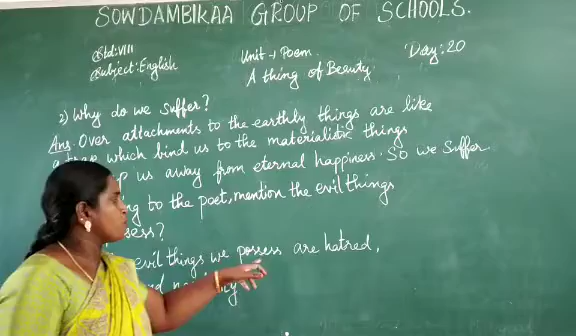 SOWDAMBIKAA GROUP OF SCHOOLS.
Std: VIII
Unit → Poem
Day: 20
Subject: English
A thing of Beauty
2) Why do we suffer?
Ans: Over attachments to the earthly things are like
a trap which bind us to the materialistic things
us away from eternal happiness. So we suffer
to the poet, mention the evil things
evil things we possess are hatred,